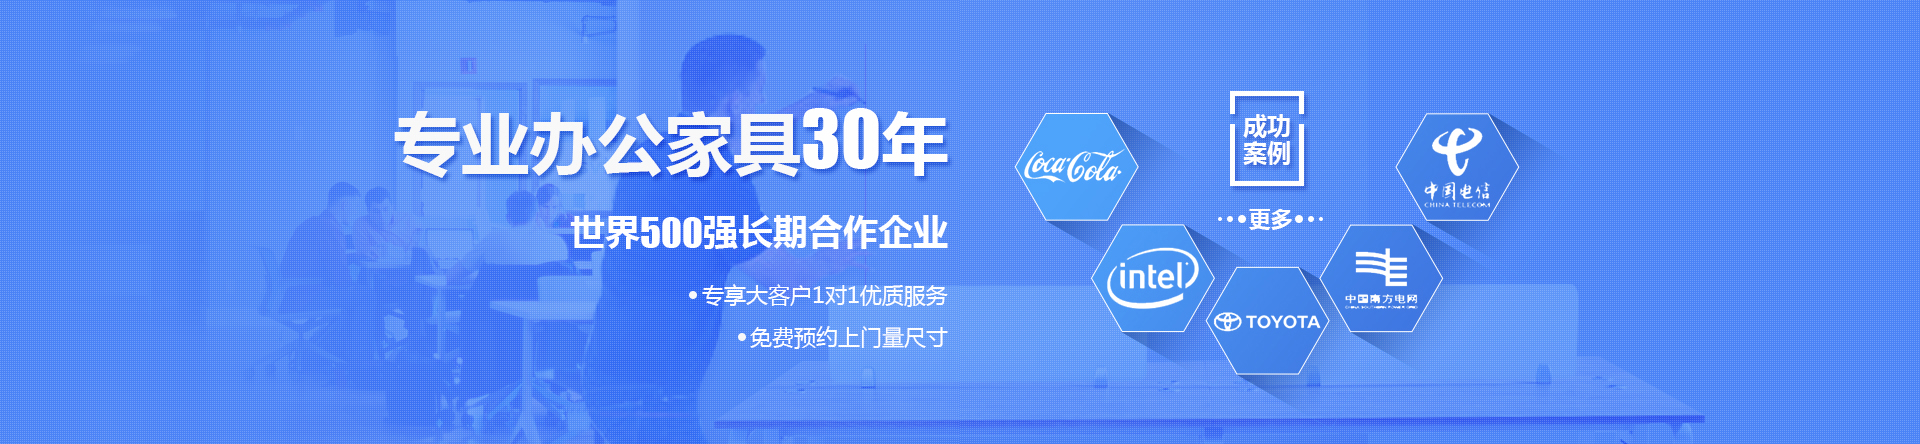 专业办公家具30年
世界500强长期合作企业
•专享大客户1对1优质服务
•免费预约上门量尺寸
成功
案例
更多
Coca-Cola
intel
TOYOTA
中国南方电网
中国电信
CHINA TELECOM